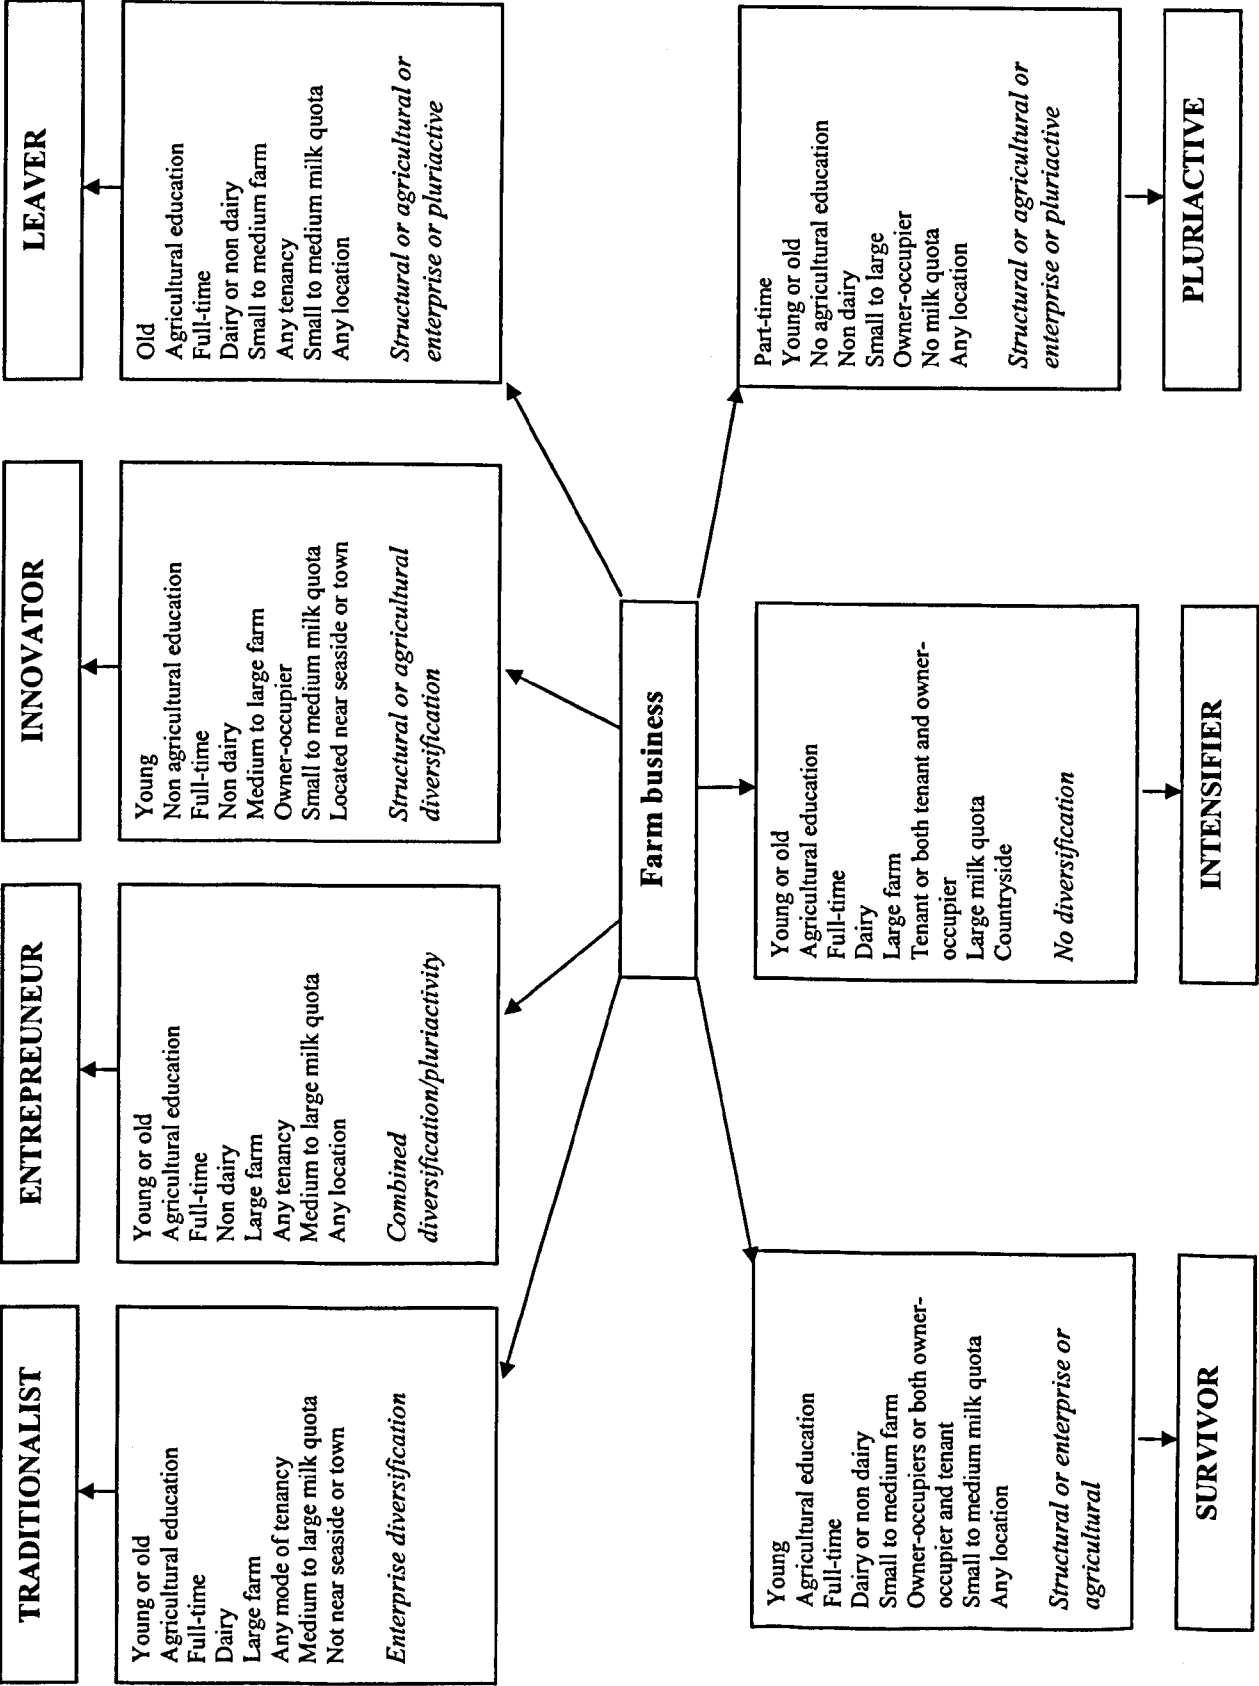 TRADITIONALIST
Young or old
Agricultural education
Full-time
Dairy
Large farm
Any mode of tenancy
Medium to large milk quota
Not near seaside or town
Enterprise diversification
ENTREPREUNEUR
Young or old
Agricultural education
Full-time
Non dairy
Large farm
Any tenancy
Medium to large milk quota
Any location
Combined
diversification/pluriactivity
INNOVATOR
Young
Non agricultural education
Full-time
Non dairy
Medium to large farm
Owner-occupier
Small to medium milk quota
Located near seaside or town
Structural or agricultural
diversification
LEAVER
Old
Agricultural education
Full-time
Dairy or non dairy
Small to medium farm
Any tenancy
Small to medium milk quota
Any location
Structural or agricultural or
enterprise or pluriactive
Farm business
Young
Agricultural education
Full-time
Dairy or non dairy
Small to medium farm
Owner-occupiers or both owner-
occupier and tenant
Small to medium milk quota
Any location
Structural or enterprise or
agricultural
SURVIVOR
Young or old
Agricultural education
Full-time
Dairy
Large farm
Tenant or both tenant and owner-
occupier
Large milk quota
Countryside
No diversification
INTENSIFIER
Part-time
Young or old
No agricultural education
Non dairy
Small to large
Owner-occupier
No milk quota
Any location
Structural or agricultural or
enterprise or pluriactive
PLURIACTIVE